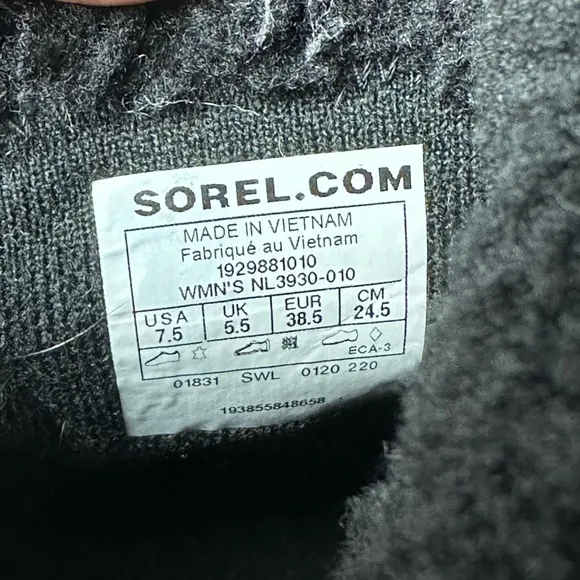 SOREL.COM
MADE IN VIETNAM
Fabriqué au Vietnam
1929881010
WMN'S NL3930-010
USA UK EUR CM
7.5 5.5 38.5 24.5
ECA-3
01831 SWL 0120 220
193855848658